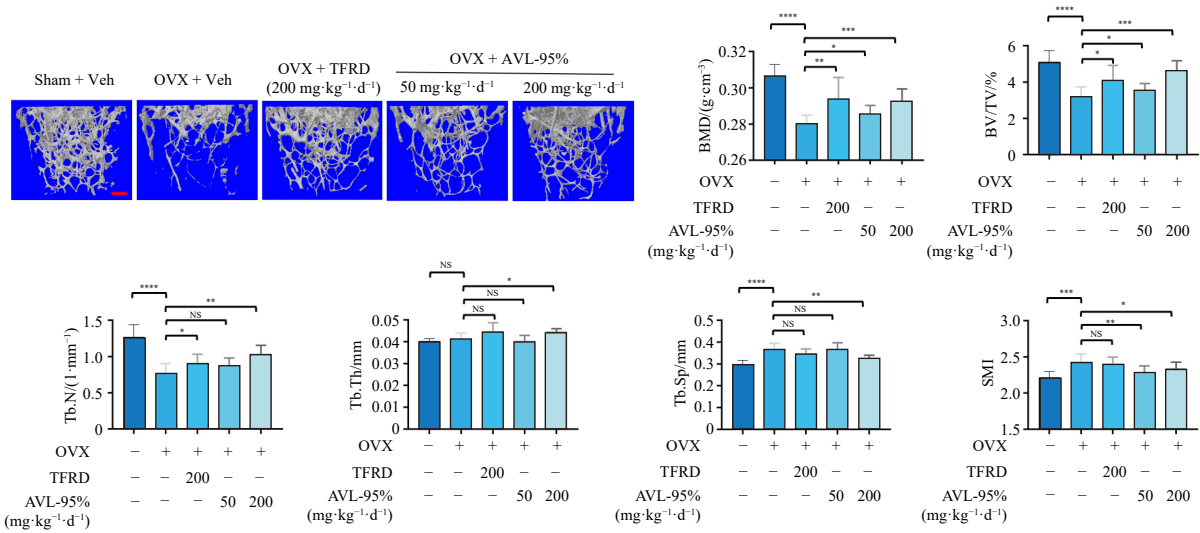 Sham + Veh
OVX + Veh
OVX + TFRD
(200 mg·kg⁻¹·d⁻¹)
OVX + AVL-95%
50 mg·kg⁻¹·d⁻¹
200 mg·kg⁻¹·d⁻¹
****
***
*
**
0.32
0.30
0.28
0.26
BMD/(g·cm⁻³)
OVX − + + + +
TFRD − − 200 − −
AVL-95% − − − 50 200
(mg·kg⁻¹·d⁻¹)
****
***
*
*
6
4
2
0
BV/TV/%
OVX − + + + +
TFRD − − 200 − −
AVL-95% − − − 50 200
(mg·kg⁻¹·d⁻¹)
****
**
NS
*
1.5
1.0
0.5
0
Tb.N/(1·mm⁻¹)
OVX − + + + +
TFRD − − 200 − −
AVL-95% − − − 50 200
(mg·kg⁻¹·d⁻¹)
NS
*
NS
NS
0.05
0.04
0.03
0.02
0.01
0
Tb.Th/mm
OVX − + + + +
TFRD − − 200 − −
AVL-95% − − − 50 200
(mg·kg⁻¹·d⁻¹)
****
**
NS
NS
0.5
0.4
0.3
0.2
0.1
0
Tb.Sp/mm
OVX − + + + +
TFRD − − 200 − −
AVL-95% − − − 50 200
(mg·kg⁻¹·d⁻¹)
***
*
**
NS
3.0
2.5
2.0
1.5
SMI
OVX − + + + +
TFRD − − 200 − −
AVL-95% − − − 50 200
(mg·kg⁻¹·d⁻¹)